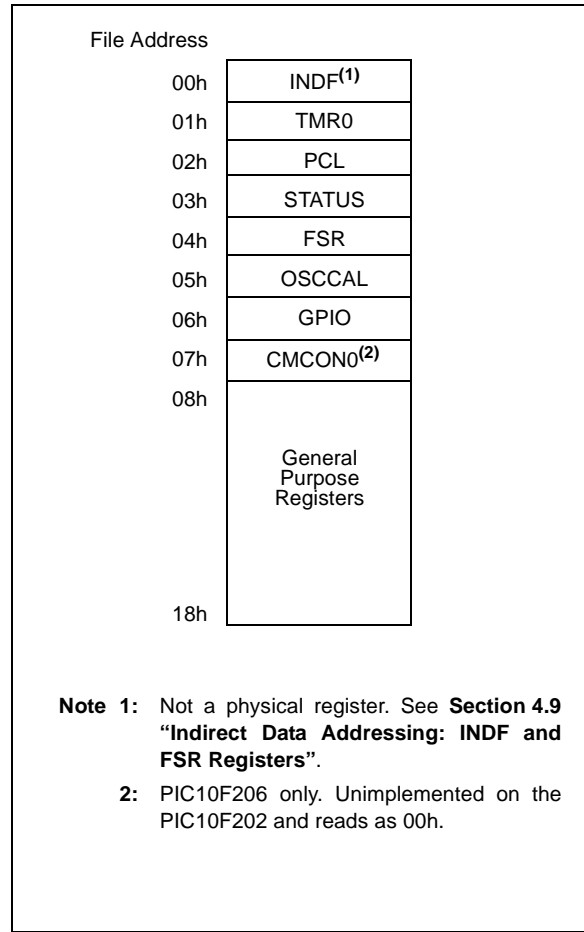 File Address
00h INDF(1)
01h TMR0
02h PCL
03h STATUS
04h FSR
05h OSCCAL
06h GPIO
07h CMCON0(2)
08h
General
Purpose
Registers
18h
Note 1: Not a physical register. See Section 4.9
“Indirect Data Addressing: INDF and
FSR Registers”.
2: PIC10F206 only. Unimplemented on the
PIC10F202 and reads as 00h.